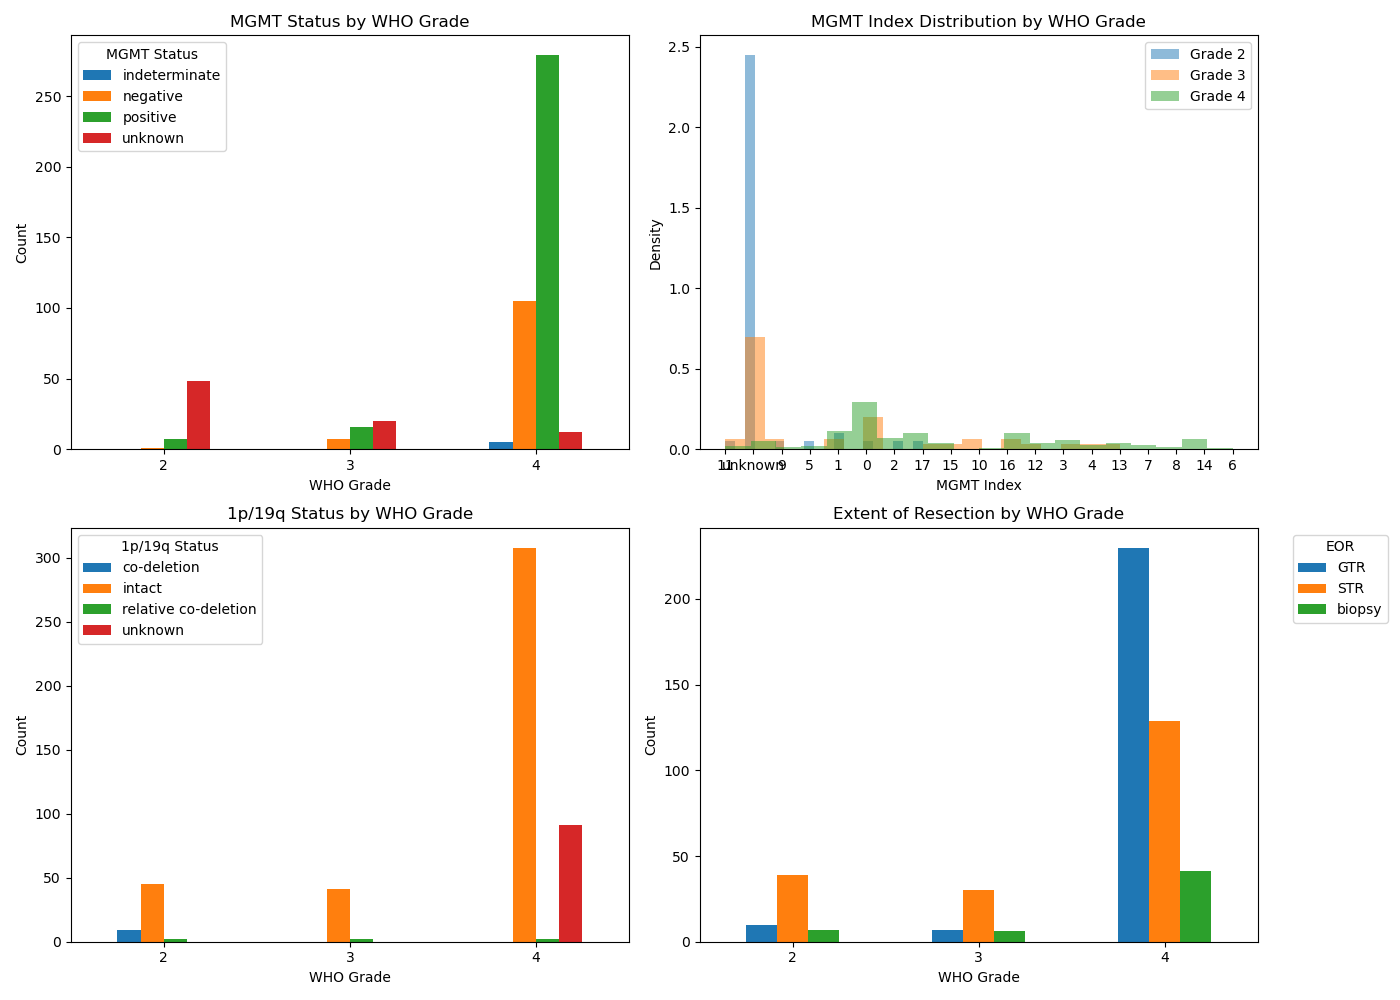 MGMT Status by WHO Grade
MGMT Status
indeterminate
negative
positive
unknown
Count
250
200
150
100
50
0
2 3 4
WHO Grade
MGMT Index Distribution by WHO Grade
Grade 2
Grade 3
Grade 4
Density
2.5
2.0
1.5
1.0
0.5
0.0
11 unknown 9 5 1 0 2 17 15 10 16 12 3 4 13 7 8 14 6
MGMT Index
1p/19q Status by WHO Grade
1p/19q Status
co-deletion
intact
relative co-deletion
unknown
Count
300
250
200
150
100
50
0
2 3 4
WHO Grade
Extent of Resection by WHO Grade
EOR
GTR
STR
biopsy
Count
200
150
100
50
0
2 3 4
WHO Grade